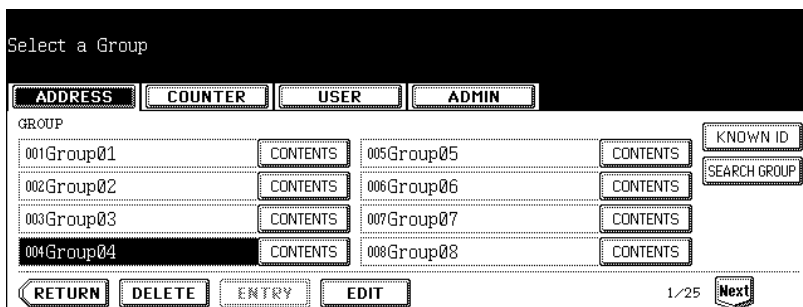 Select a Group
ADDRESS COUNTER USER ADMIN
GROUP
KNOWN ID
001Group01 CONTENTS 005Group05 CONTENTS
SEARCH GROUP
002Group02 CONTENTS 006Group06 CONTENTS
003Group03 CONTENTS 007Group07 CONTENTS
004Group04 CONTENTS 008Group08 CONTENTS
RETURN DELETE ENTRY EDIT 1/25 Next